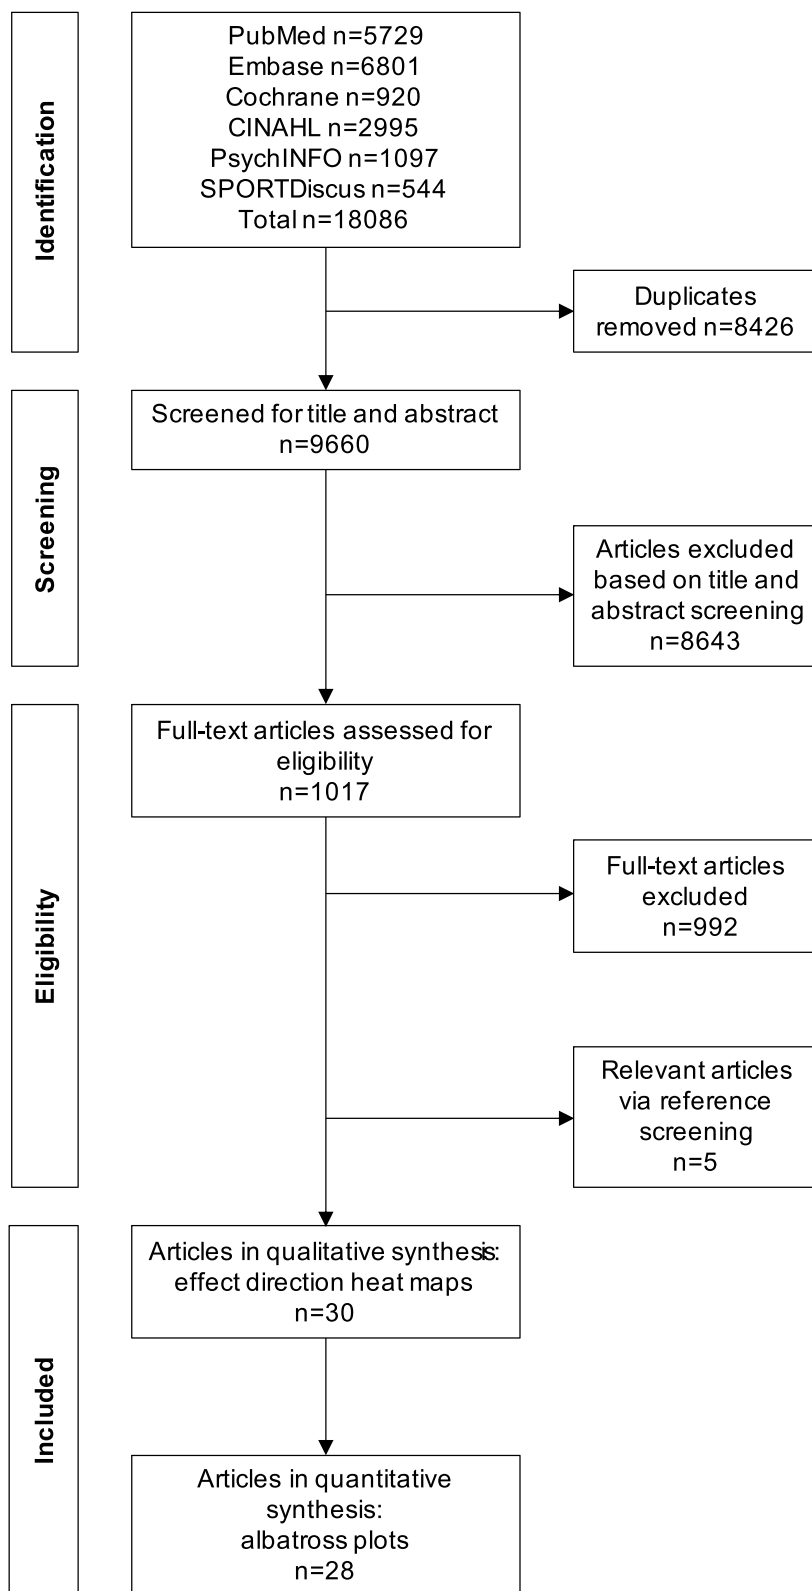 Identification
PubMed n=5729
Embase n=6801
Cochrane n=920
CINAHL n=2995
PsychINFO n=1097
SPORTDiscus n=544
Total n=18086
Duplicates
removed n=8426
Screening
Screened for title and abstract
n=9660
Articles excluded
based on title and
abstract screening
n=8643
Eligibility
Full-text articles assessed for
eligibility
n=1017
Full-text articles
excluded
n=992
Relevant articles
via reference
screening
n=5
Included
Articles in qualitative synthesis:
effect direction heat maps
n=30
Articles in quantitative
synthesis:
albatross plots
n=28